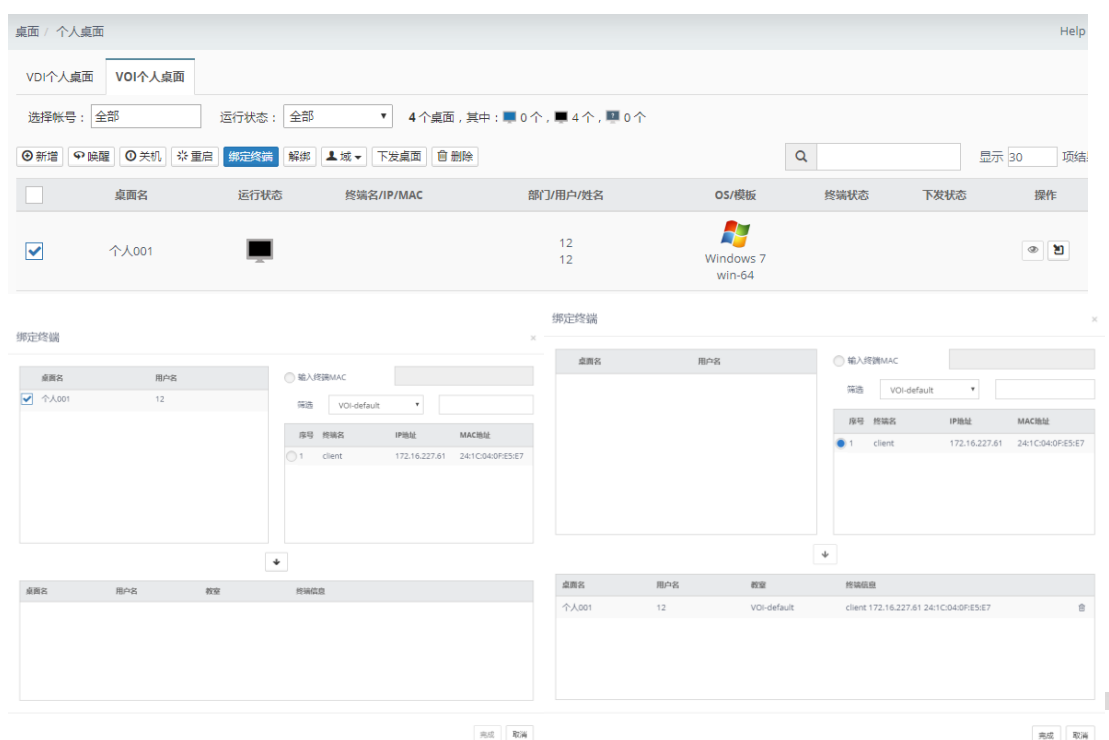 桌面 / 个人桌面 Help
VDI个人桌面 VOI个人桌面
选择帐号： 全部 运行状态： 全部 4 个桌面，其中： 0 个， 4 个， ? 0 个
新增 唤醒 关机 重启 绑定终端 解绑 域 下发桌面 删除 显示 30 项结
桌面名 运行状态 终端名/IP/MAC 部门/用户/姓名 OS/模板 终端状态 下发状态 操作
个人001 12
12
Windows 7
win-64
绑定终端 ×
桌面名 用户名
个人001 12
输入终端MAC
筛选 VOI-default
序号 终端名 IP地址 MAC地址
1 client 172.16.227.61 24:1C:04:0F:E5:E7
桌面名 用户名 教室 终端信息
完成 取消
绑定终端 ×
桌面名 用户名
输入终端MAC
筛选 VOI-default
序号 终端名 IP地址 MAC地址
1 client 172.16.227.61 24:1C:04:0F:E5:E7
桌面名 用户名 教室 终端信息
个人001 12 VOI-default client 172.16.227.61 24:1C:04:0F:E5:E7
完成 取消